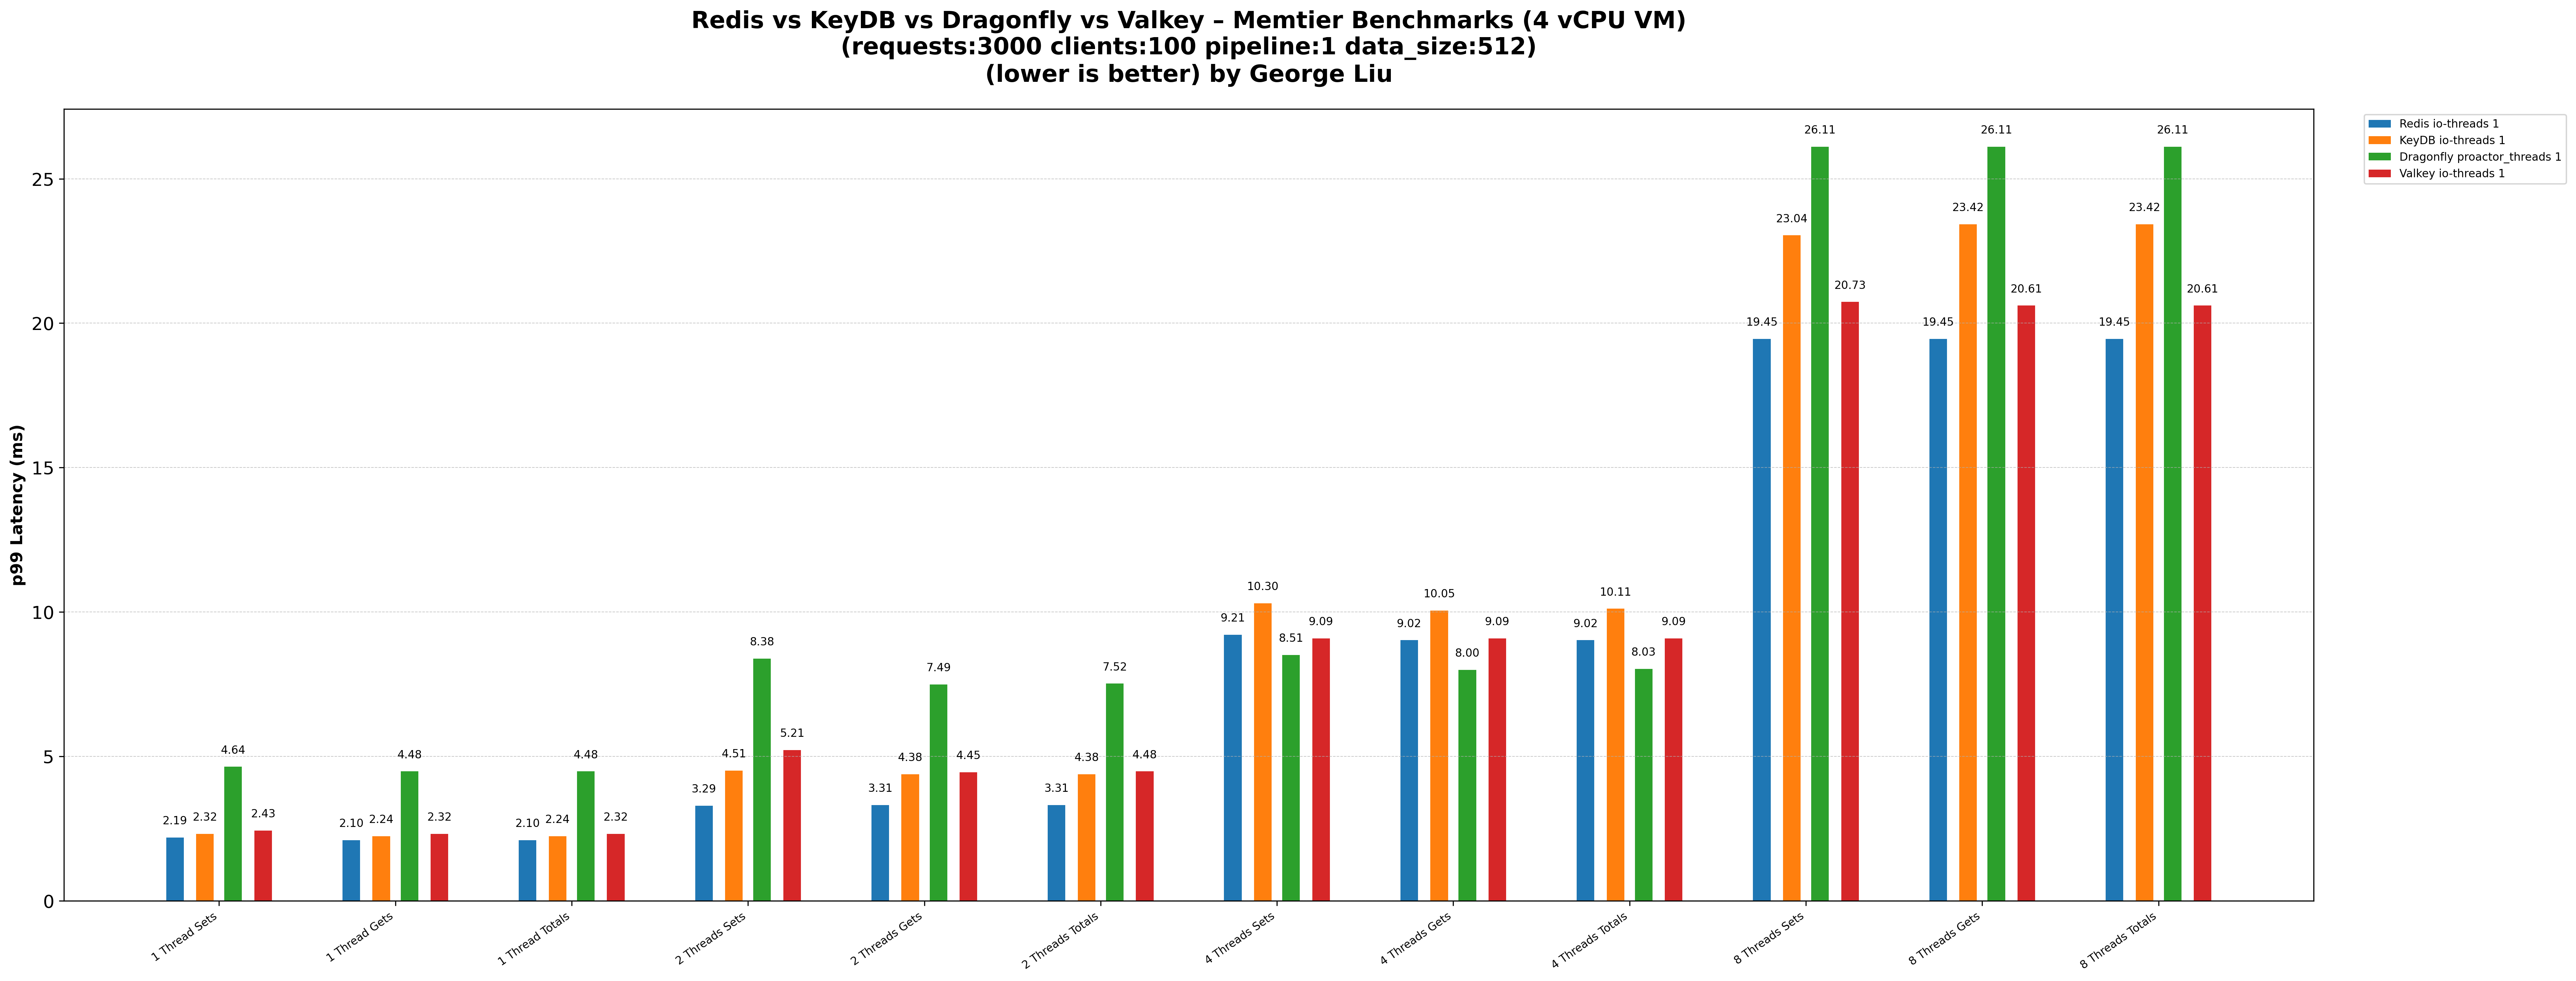 Redis vs KeyDB vs Dragonfly vs Valkey – Memtier Benchmarks (4 vCPU VM)
(requests:3000 clients:100 pipeline:1 data_size:512)
(lower is better) by George Liu
Redis io-threads 1
KeyDB io-threads 1
Dragonfly proactor_threads 1
Valkey io-threads 1
p99 Latency (ms)
25
20
15
10
5
0
2.19 2.32 4.64 2.43
2.10 2.24 4.48 2.32
2.10 2.24 4.48 2.32
3.29 4.51 8.38 5.21
3.31 4.38 7.49 4.45
3.31 4.38 7.52 4.48
9.21 10.30 8.51 9.09
9.02 10.05 8.00 9.09
9.02 10.11 8.03 9.09
19.45 23.04 26.11 20.73
19.45 23.42 26.11 20.61
19.45 23.42 26.11 20.61
1 Thread Sets
1 Thread Gets
1 Thread Totals
2 Threads Sets
2 Threads Gets
2 Threads Totals
4 Threads Sets
4 Threads Gets
4 Threads Totals
8 Threads Sets
8 Threads Gets
8 Threads Totals